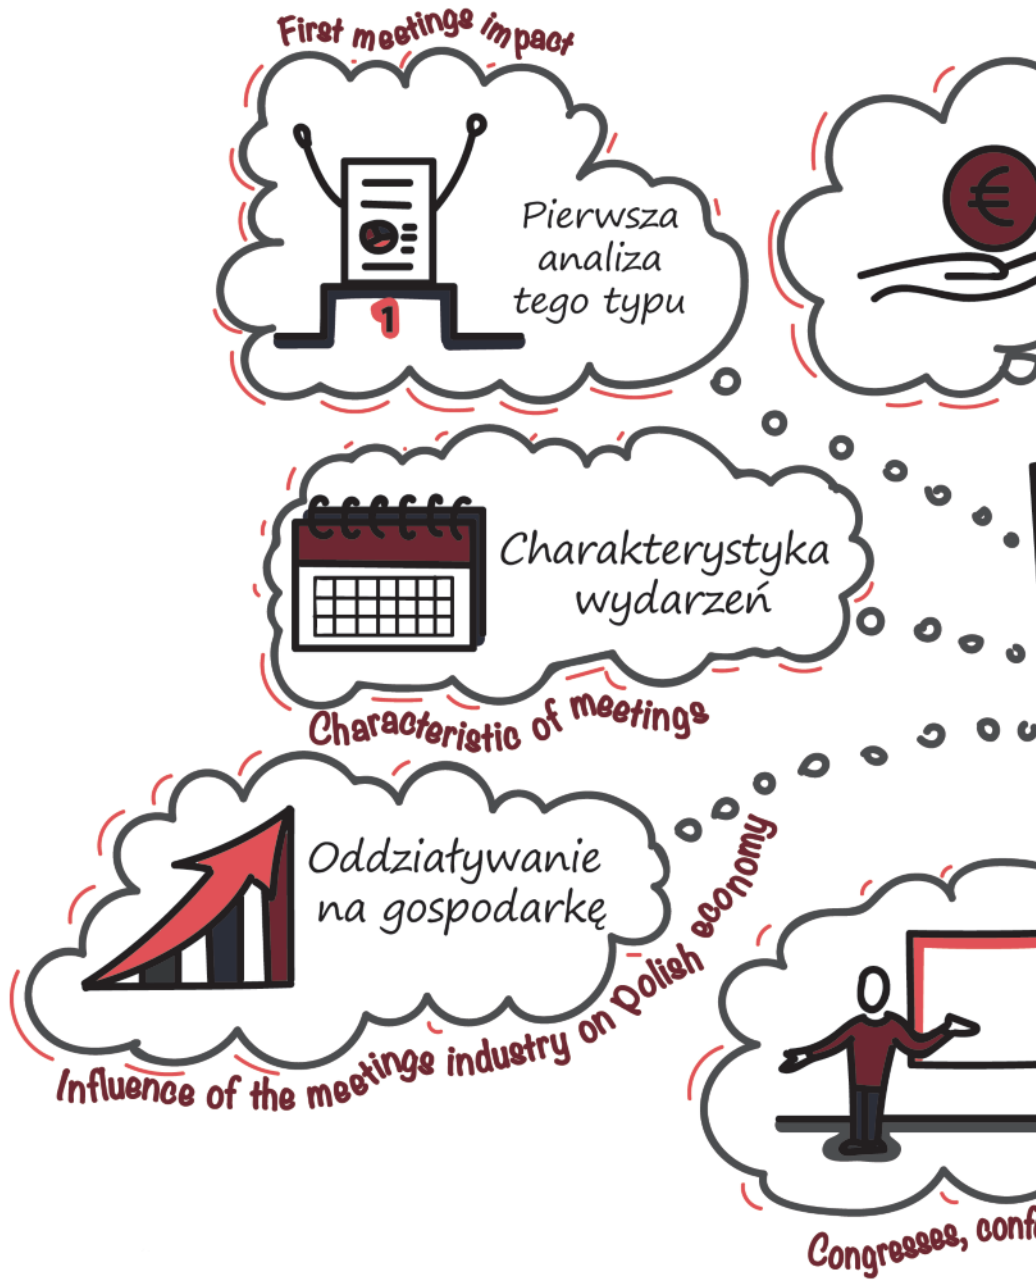 First meetings impact
Pierwsza
analiza
tego typu
1
€
Charakterystyka
wydarzeń
Characteristic of meetings
Oddziaływanie
na gospodarkę
Influence of the meetings industry on Polish economy
Congresses,